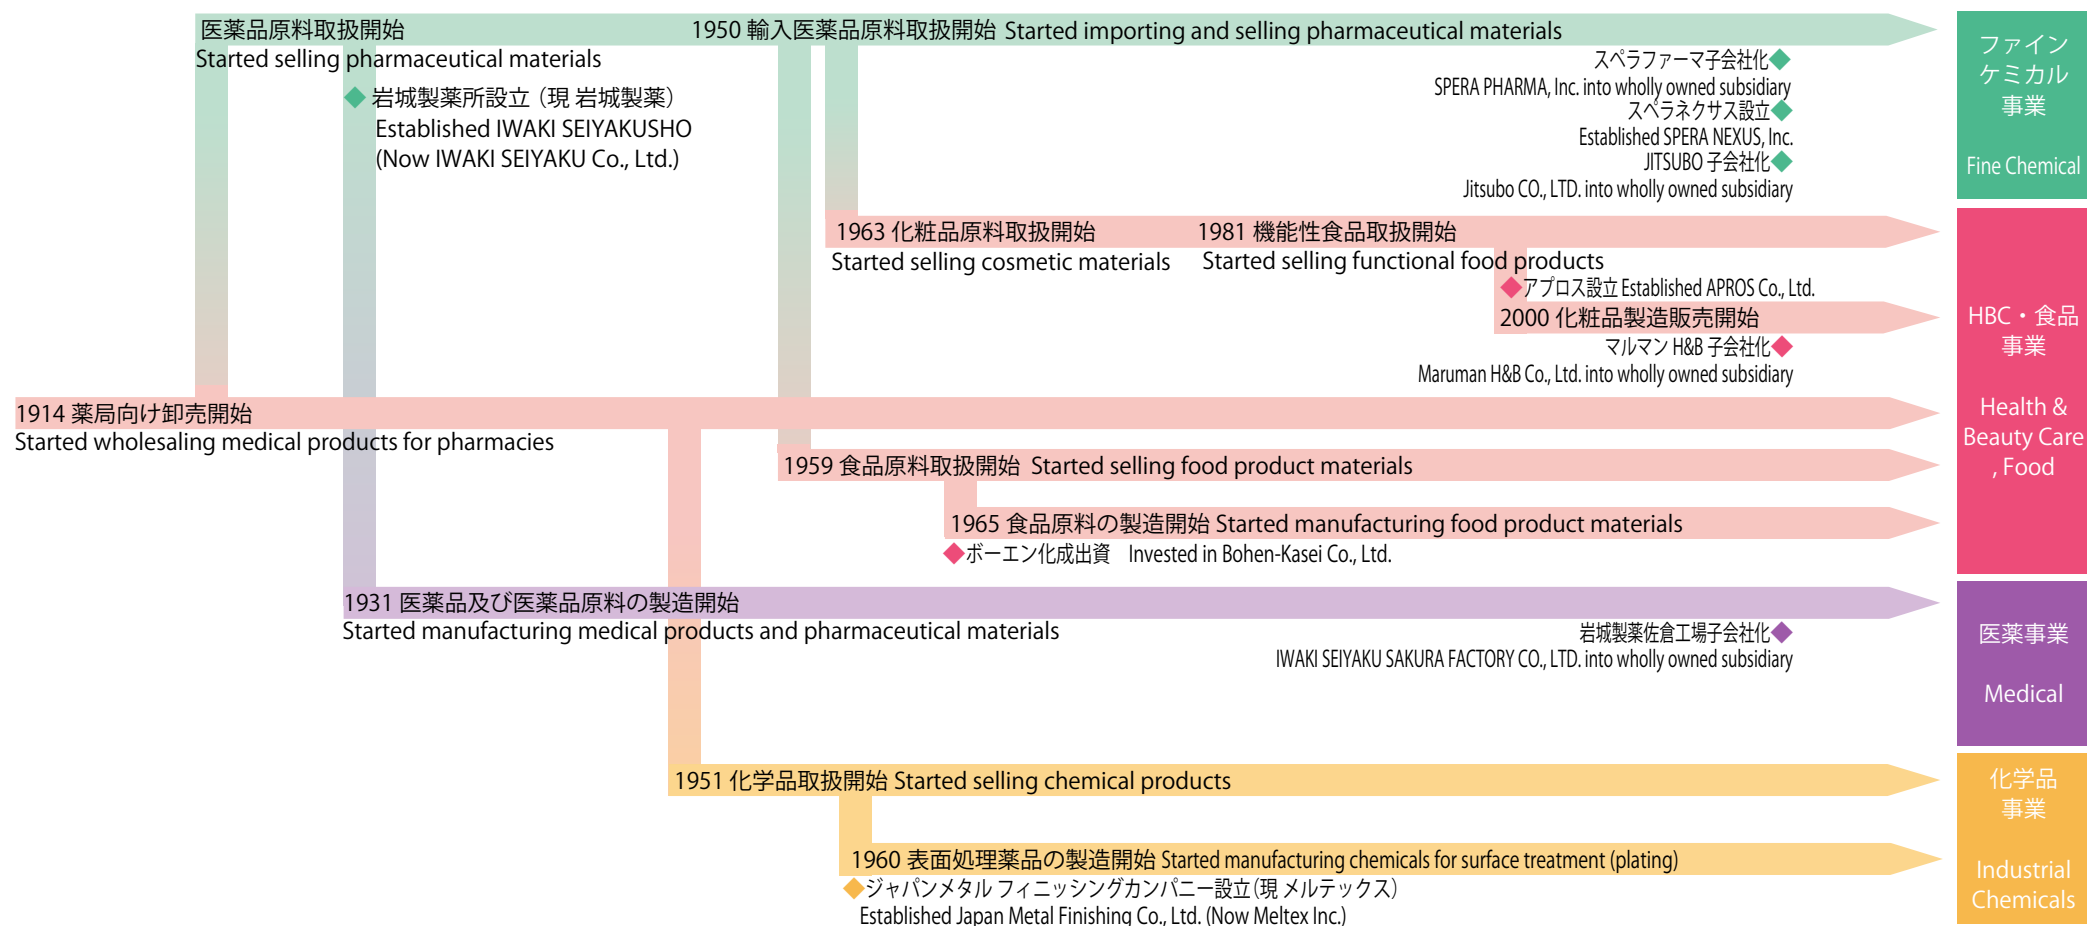 医薬品原料取扱開始
Started selling pharmaceutical materials
1950 輸入医薬品原料取扱開始 Started importing and selling pharmaceutical materials
岩城製薬所設立（現 岩城製薬）
Established IWAKI SEIYAKUSHO
(Now IWAKI SEIYAKU Co., Ltd.)
スペラファーマ子会社化
SPERA PHARMA, Inc. into wholly owned subsidiary
スペラネクサス設立
Established SPERA NEXUS, Inc.
JITSUBO 子会社化
Jitsubo CO., LTD. into wholly owned subsidiary
ファイン
ケミカル
事業
Fine Chemical
1963 化粧品原料取扱開始
Started selling cosmetic materials
1981 機能性食品取扱開始
Started selling functional food products
アプロス設立 Established APROS Co., Ltd.
2000 化粧品製造販売開始
マルマン H&B 子会社化
Maruman H&B Co., Ltd. into wholly owned subsidiary
1914 薬局向け卸売開始
Started wholesaling medical products for pharmacies
1959 食品原料取扱開始 Started selling food product materials
1965 食品原料の製造開始 Started manufacturing food product materials
ボーエン化成出資 Invested in Bohen-Kasei Co., Ltd.
HBC・食品
事業
Health &
Beauty Care
, Food
1931 医薬品及び医薬品原料の製造開始
Started manufacturing medical products and pharmaceutical materials
岩城製薬佐倉工場子会社化
IWAKI SEIYAKU SAKURA FACTORY CO., LTD. into wholly owned subsidiary
医薬事業
Medical
1951 化学品取扱開始 Started selling chemical products
1960 表面処理薬品の製造開始 Started manufacturing chemicals for surface treatment (plating)
ジャパンメタル フィニッシングカンパニー設立（現 メルテックス）
Established Japan Metal Finishing Co., Ltd. (Now Meltex Inc.)
化学品
事業
Industrial
Chemicals